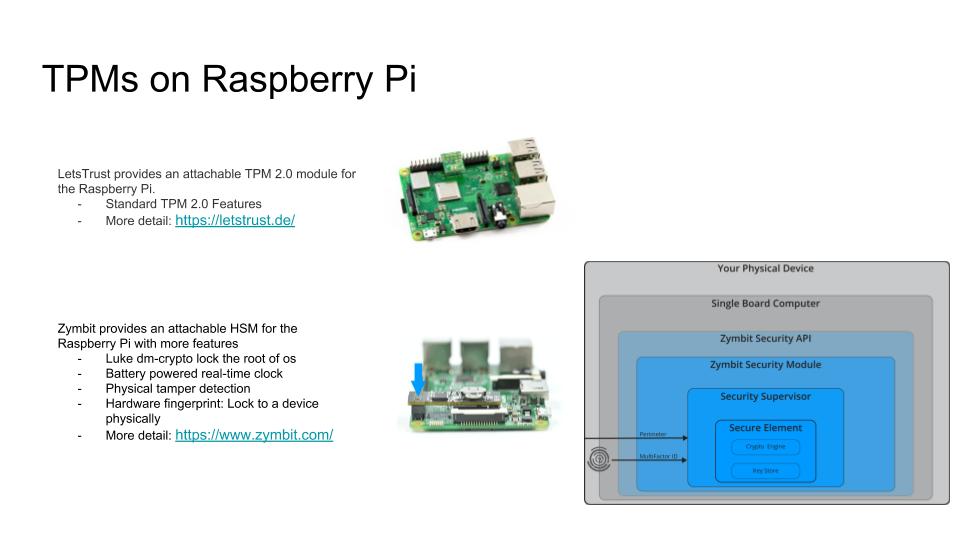 TPMs on Raspberry Pi
LetsTrust provides an attachable TPM 2.0 module for
the Raspberry Pi.
- Standard TPM 2.0 Features
- More detail: https://letstrust.de/
Zymbit provides an attachable HSM for the
Raspberry Pi with more features
- Luke dm-crypto lock the root of os
- Battery powered real-time clock
- Physical tamper detection
- Hardware fingerprint: Lock to a device
physically
- More detail: https://www.zymbit.com/
Your Physical Device
Single Board Computer
Zymbit Security API
Zymbit Security Module
Security Supervisor
Secure Element
Crypto Engine
Key Store
Perimeter
MultiFactor ID